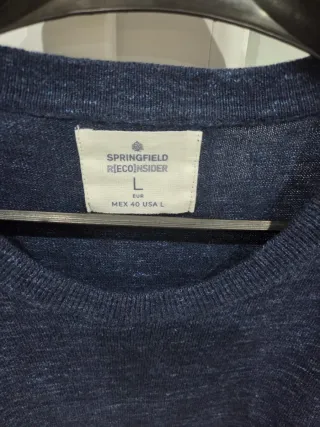 SPRINGFIELD
R[ECO]NSIDER
L
EUR
MEX 40 USA L